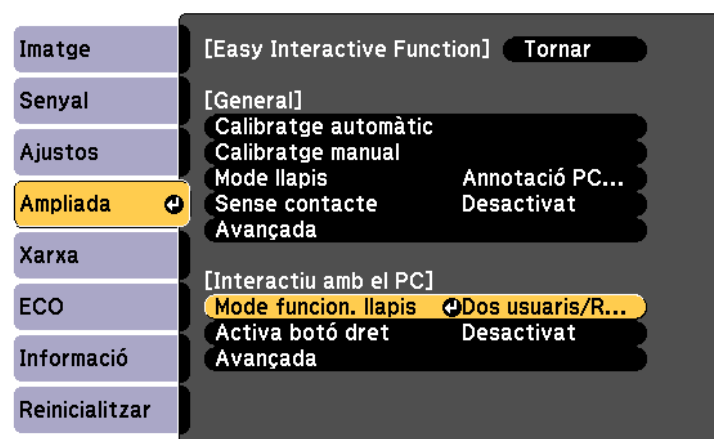 Imatge
Senyal
Ajustos
Ampliada
Xarxa
ECO
Informació
Reinicialitzar
[Easy Interactive Function] Tornar
[General]
Calibratge automàtic
Calibratge manual
Mode llapis Annotació PC...
Sense contacte Desactivat
Avançada
[Interactiu amb el PC]
Mode funcion. llapis Dos usuaris/R...
Activa botó dret Desactivat
Avançada